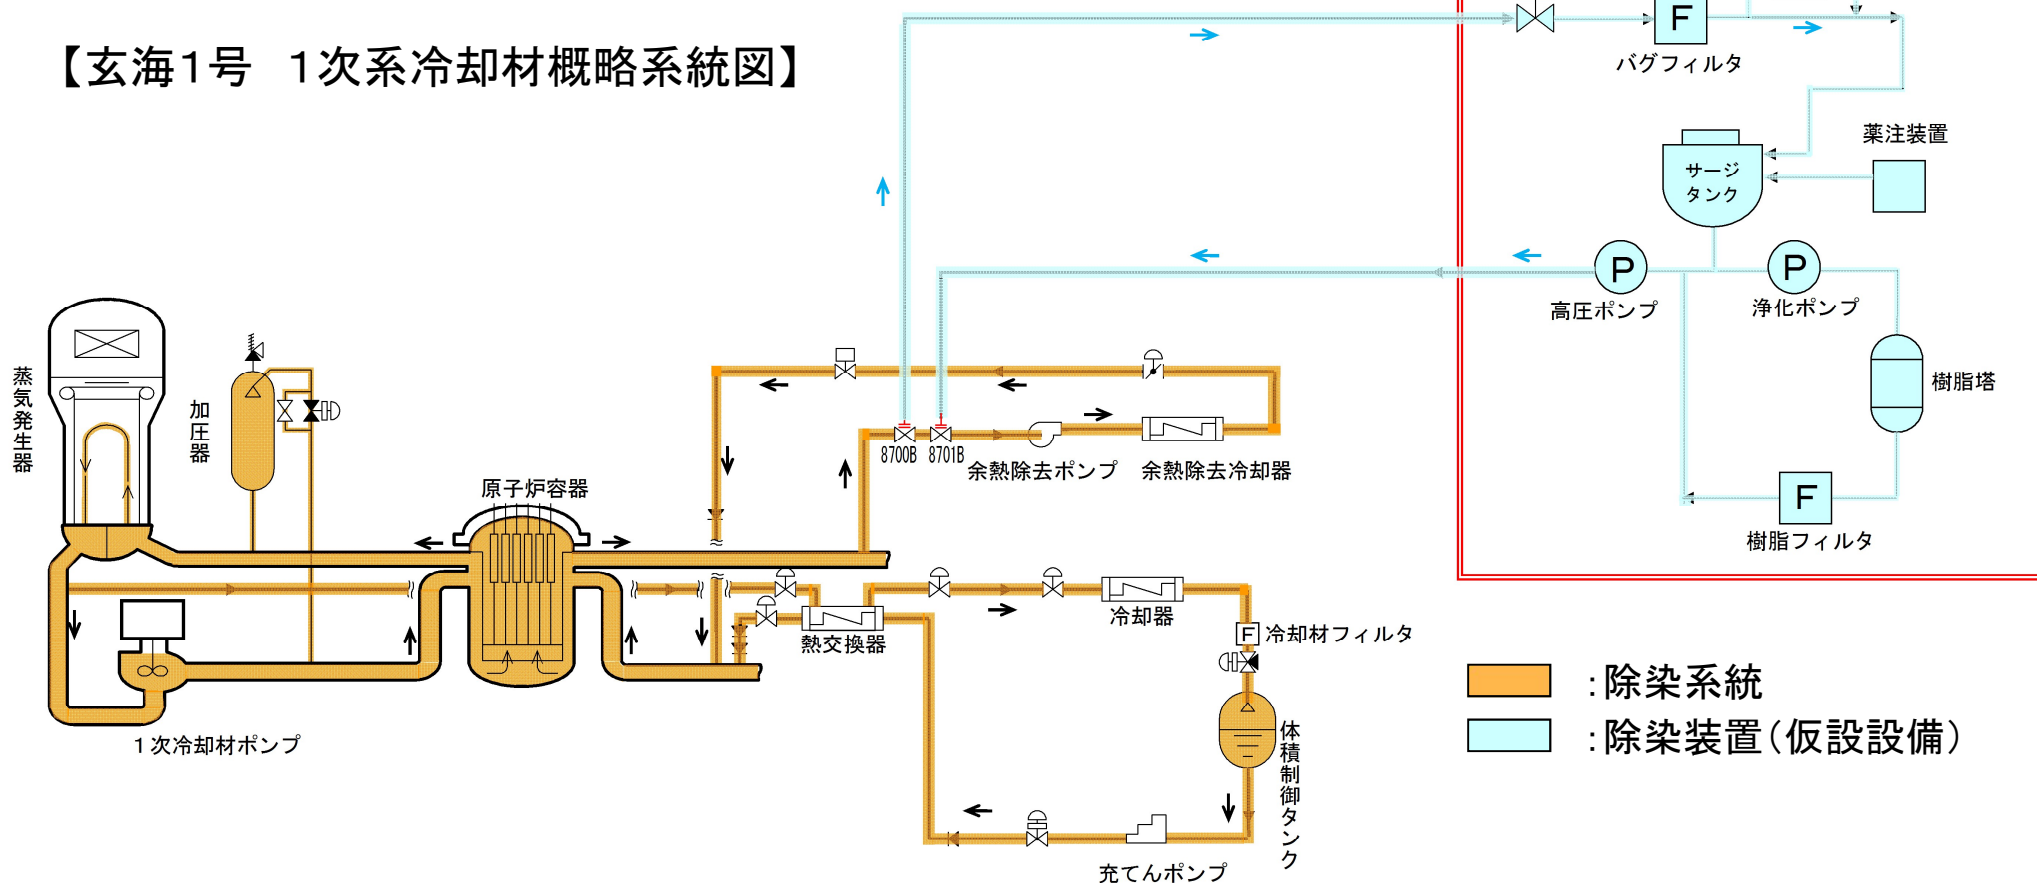 【玄海1号　1次系冷却材概略系統図】
F
バグフィルタ
薬注装置
サージ
タンク
P
P
高圧ポンプ
浄化ポンプ
樹脂塔
F
樹脂フィルタ
蒸気発生器
加圧器
原子炉容器
8700B
8701B
余熱除去ポンプ
余熱除去冷却器
熱交換器
冷却器
F
冷却材フィルタ
1次冷却材ポンプ
体積制御タンク
充てんポンプ
：除染系統
：除染装置（仮設設備）